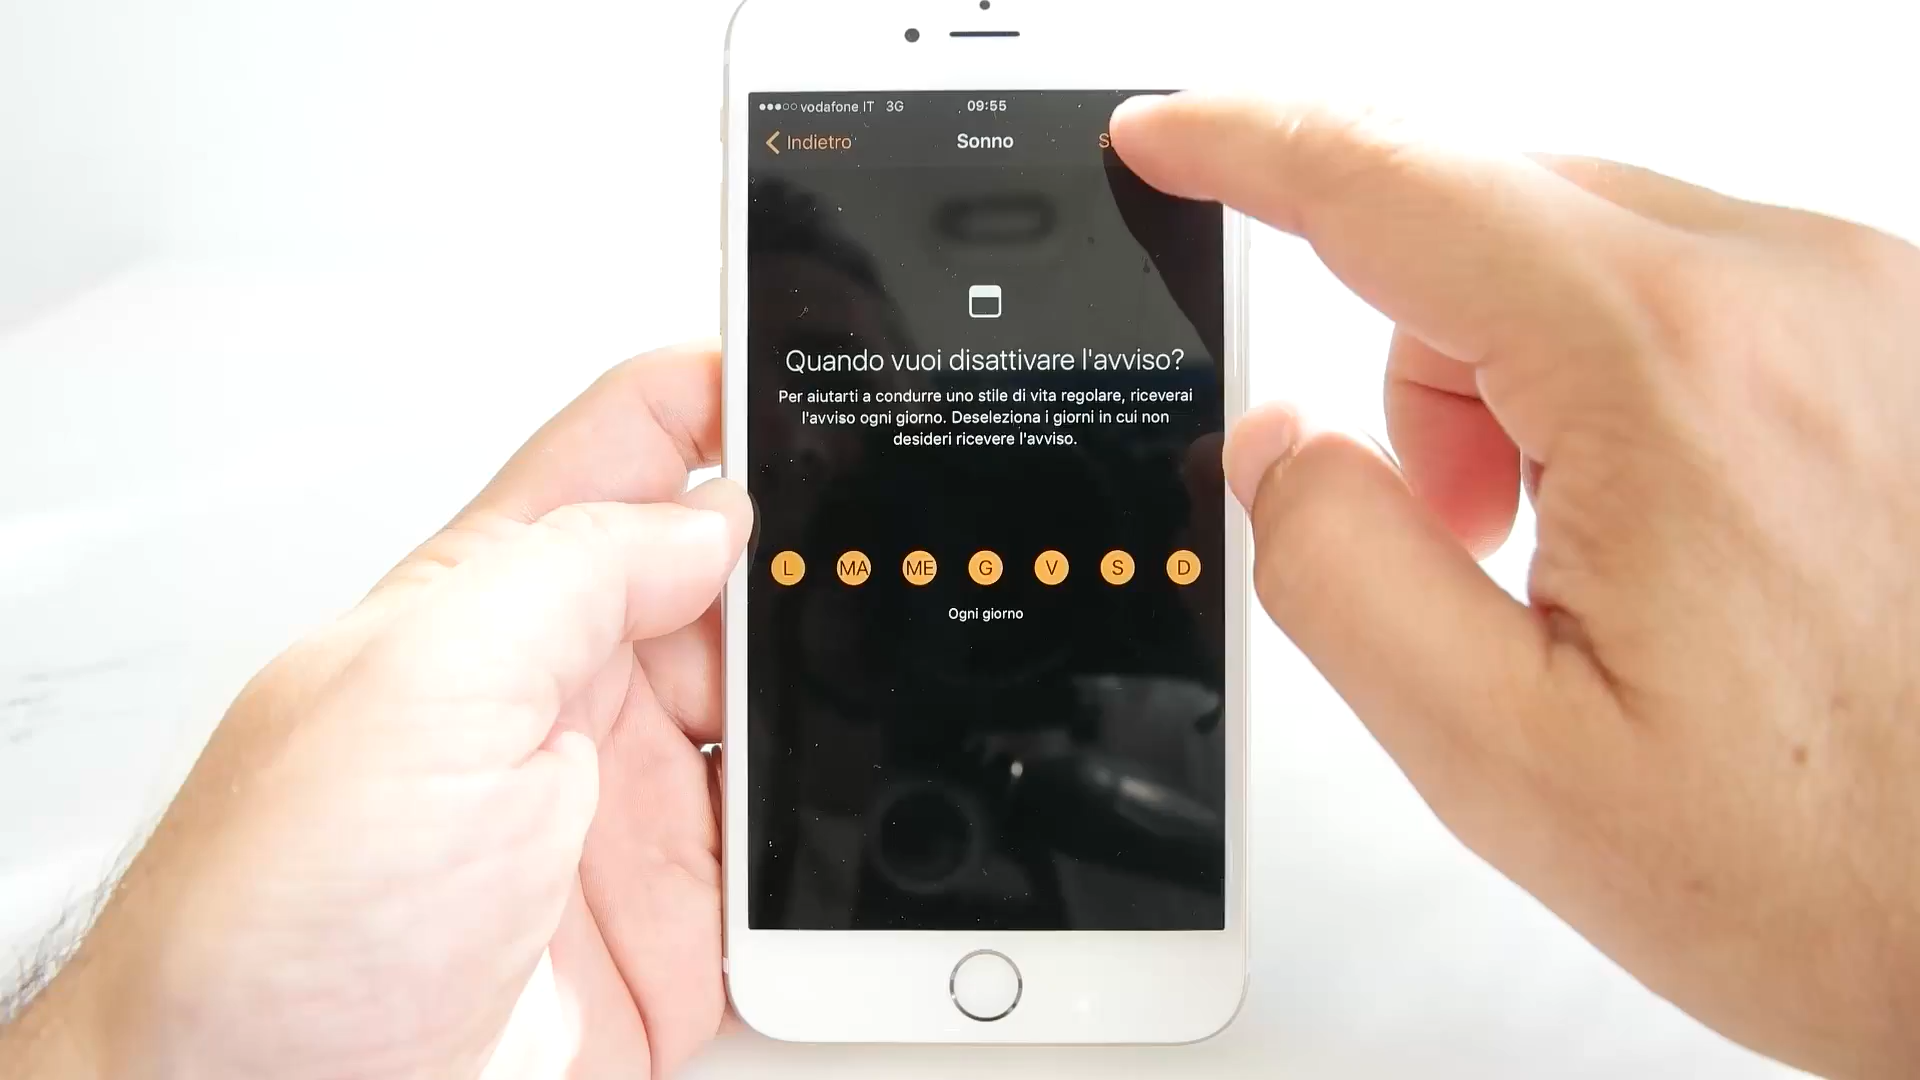 vodafone IT 3G 09:55
Indietro Sonno
Quando vuoi disattivare l'avviso?
Per aiutarti a condurre uno stile di vita regolare, riceverai
l'avviso ogni giorno. Deseleziona i giorni in cui non
desideri ricevere l'avviso.
L MA ME G V S D
Ogni giorno